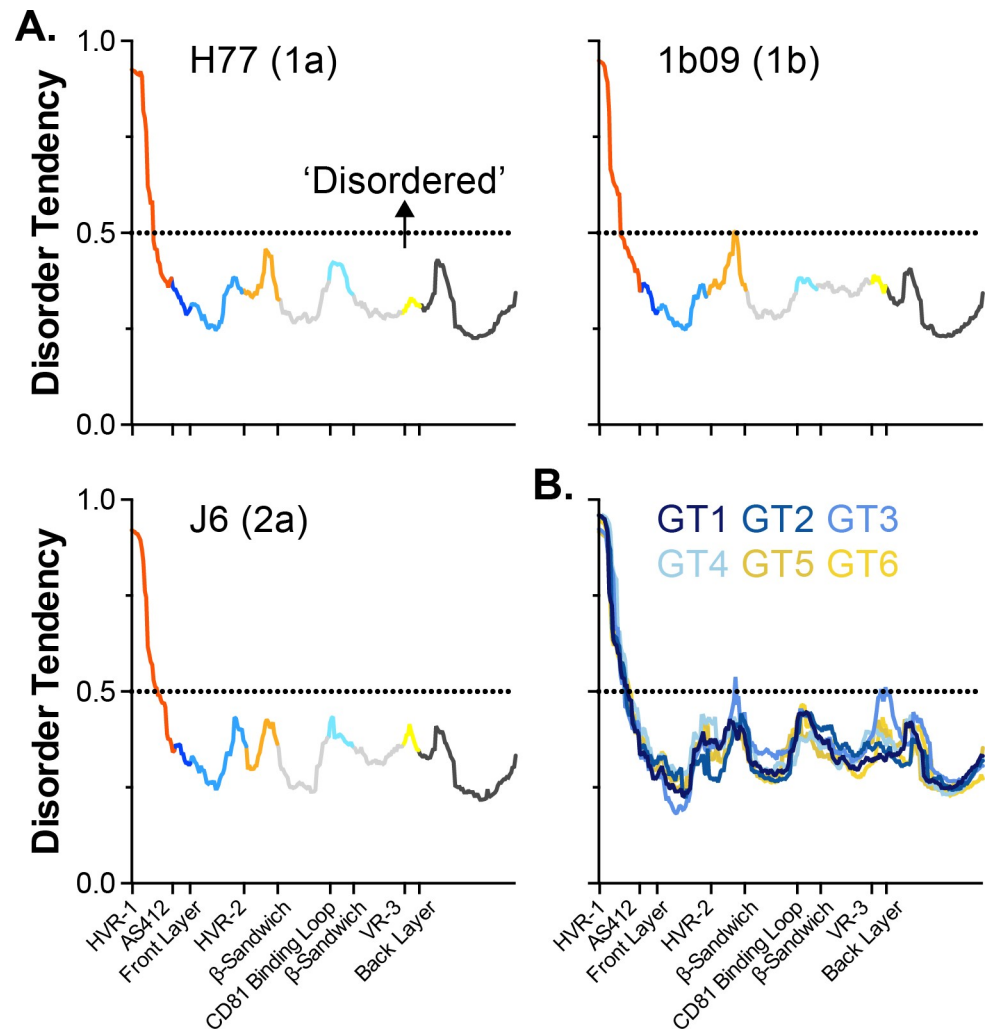 A.
H77 (1a)
1b09 (1b)
Disorder Tendency
1.0
0.5
0.0
'Disordered'
J6 (2a)
Disorder Tendency
1.0
0.5
0.0
HVR-1
AS412
Front Layer
HVR-2
β-Sandwich
CD81 Binding Loop
β-Sandwich
VR-3
Back Layer
B.
GT1 GT2 GT3
GT4 GT5 GT6
HVR-1
AS412
Front Layer
HVR-2
β-Sandwich
CD81 Binding Loop
β-Sandwich
VR-3
Back Layer